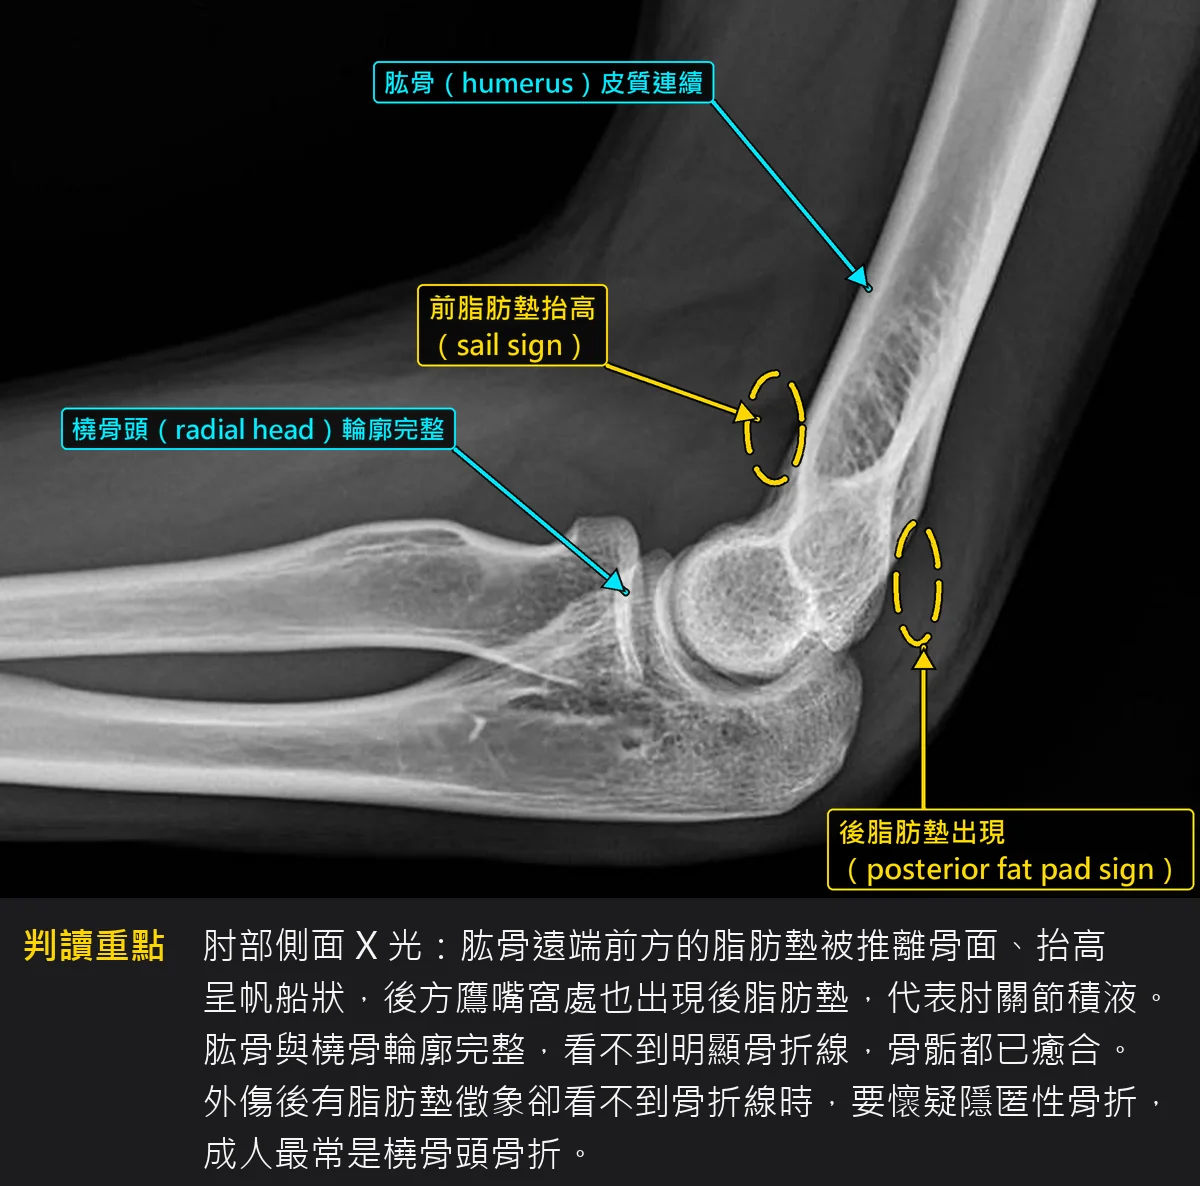 肱骨（humerus）皮質連續
前脂肪墊抬高
（sail sign）
橈骨頭（radial head）輪廓完整
後脂肪墊出現
（posterior fat pad sign）
判讀重點
肘部側面 X 光：肱骨遠端前方的脂肪墊被推離骨面、抬高
呈帆船狀，後方鷹嘴窩處也出現後脂肪墊，代表肘關節積液。
肱骨與橈骨輪廓完整，看不到明顯骨折線，骨骺都已癒合。
外傷後有脂肪墊徵象卻看不到骨折線時，要懷疑隱匿性骨折，
成人最常是橈骨頭骨折。